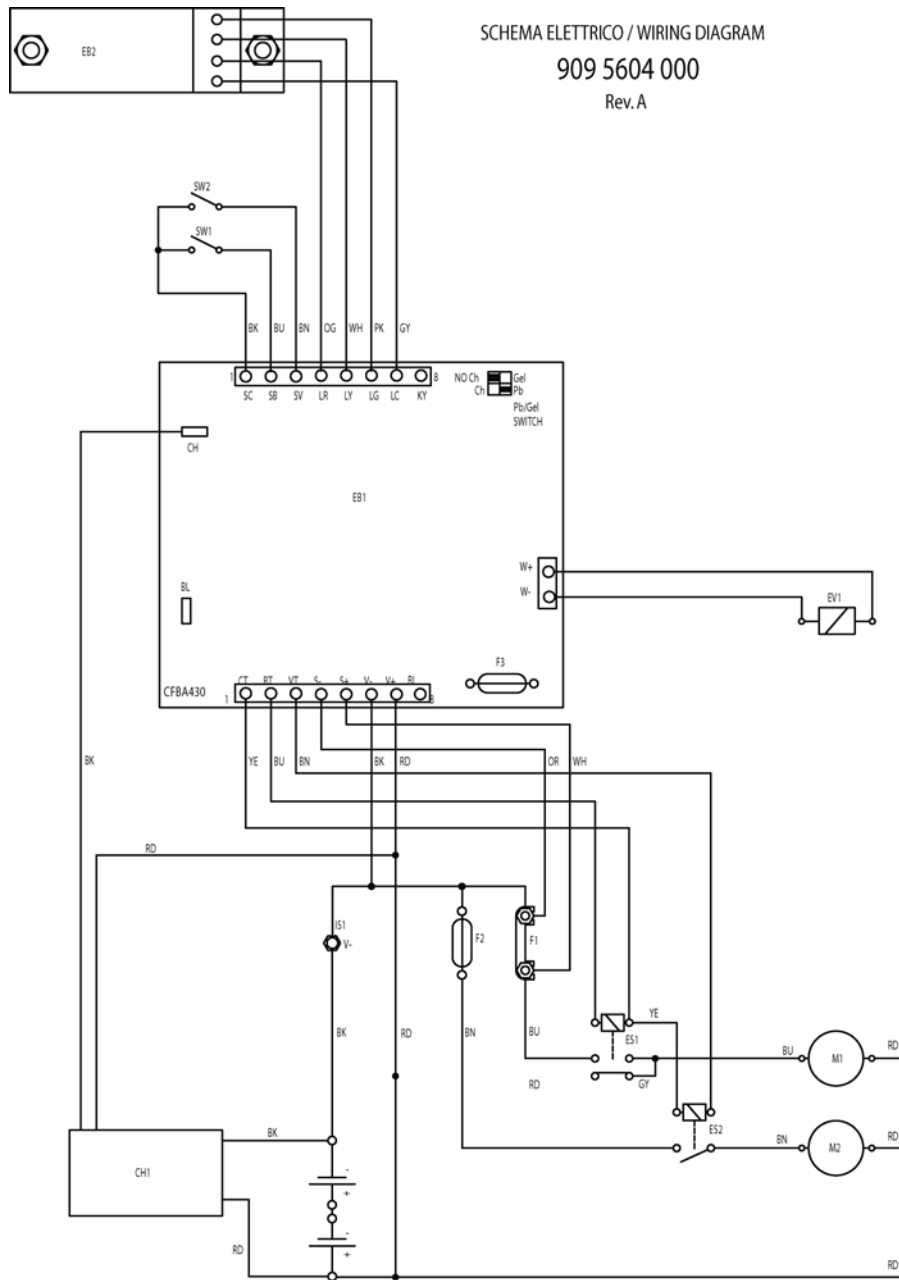 SCHEMA ELETTRICO / WIRING DIAGRAM
909 5604 000
Rev. A
EB2
SW2
SW1
BK BU BN OG WH PK GY
1 8
SC SB SV LR LY LG LC KY
NO Ch Gel
Ch Pb
Pb/Gel
SWITCH
CH
EB1
W+
W-
EV1
BL
F3
CFBA430
CT BT VT S- S+ V- V+ BL
1 8
BK
YE BU BN BK RD OR WH
RD
IS1
V-
F2
F1
BK RD BN BU
YE
ES1
RD GY
BU M1 RD
ES2
BN M2 RD
BK
CH1
-
+
-
+
RD
RD